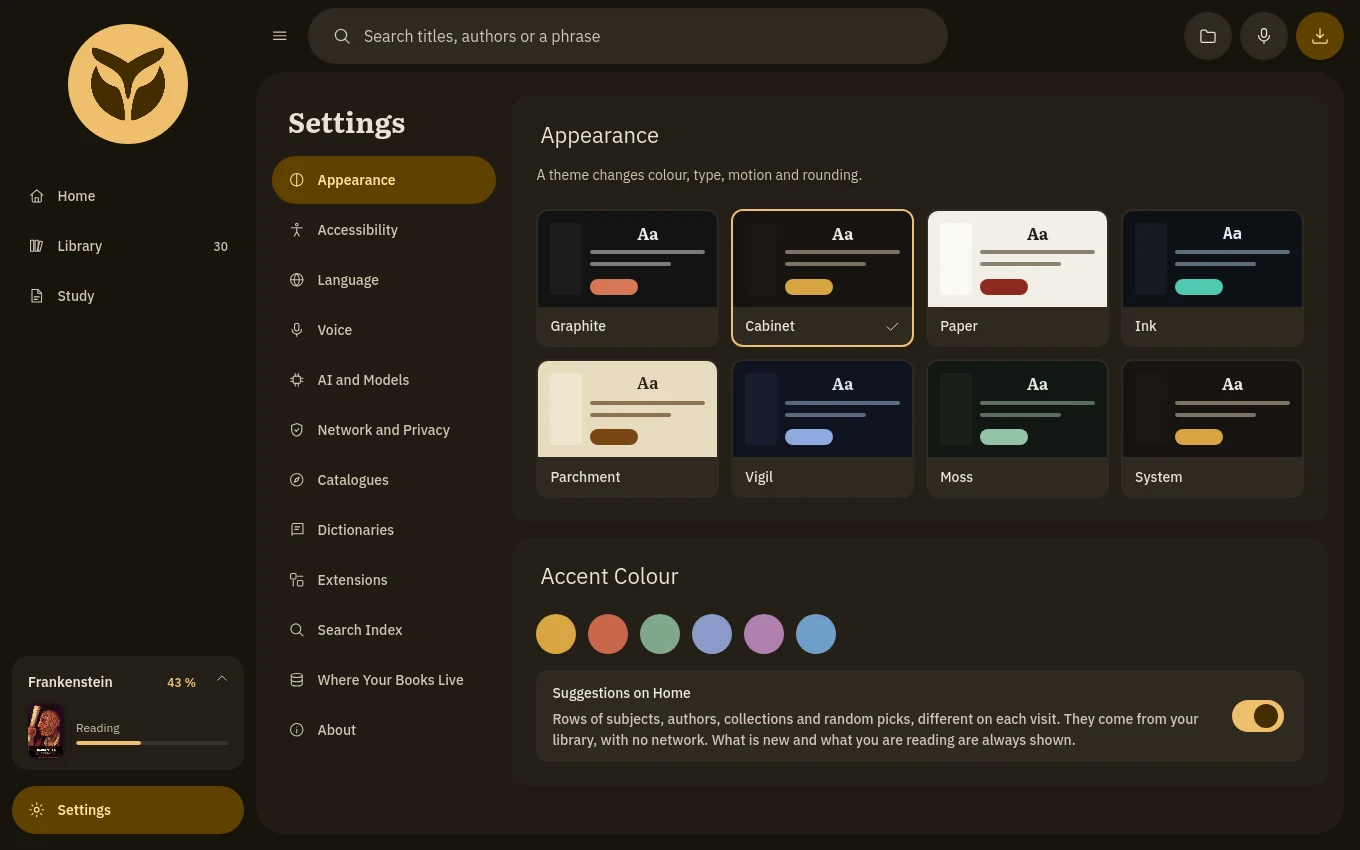 Search titles, authors or a phrase
Home
Library 30
Study
Frankenstein 43 %
Reading
Settings
Settings
Appearance
Accessibility
Language
Voice
AI and Models
Network and Privacy
Catalogues
Dictionaries
Extensions
Search Index
Where Your Books Live
About
Appearance
A theme changes colour, type, motion and rounding.
Aa
Graphite
Aa
Cabinet
Aa
Paper
Aa
Ink
Aa
Parchment
Aa
Vigil
Aa
Moss
Aa
System
Accent Colour
Suggestions on Home
Rows of subjects, authors, collections and random picks, different on each visit. They come from your
library, with no network. What is new and what you are reading are always shown.